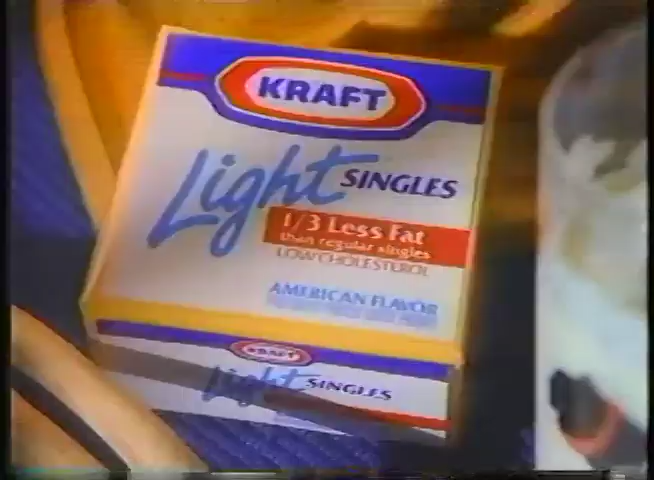 KRAFT
Light SINGLES
1/3 Less Fat
than regular singles
LOW CHOLESTEROL
AMERICAN FLAVOR
KRAFT
Light SINGLES